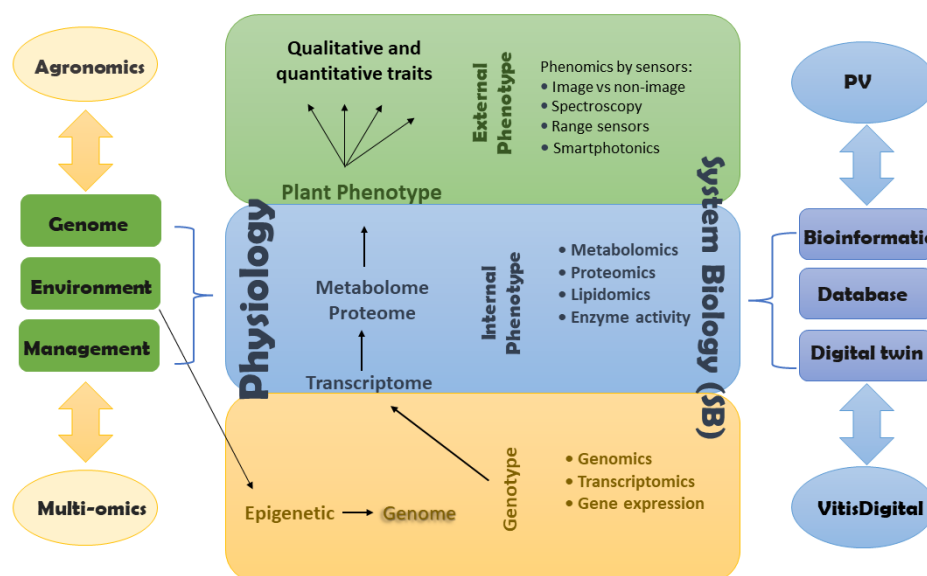 Agronomics
Genome
Environment
Management
Multi-omics
Qualitative and
quantitative traits
Plant Phenotype
External
Phenotype
Phenomics by sensors:
• Image vs non-image
• Spectroscopy
• Range sensors
• Smartphotonics
Physiology
Metabolome
Proteome
Transcriptome
Internal
Phenotype
• Metabolomics
• Proteomics
• Lipidomics
• Enzyme activity
System Biology (SB)
Epigenetic
Genome
Genotype
• Genomics
• Transcriptomics
• Gene expression
PV
Bioinformatic
Database
Digital twin
VitisDigital